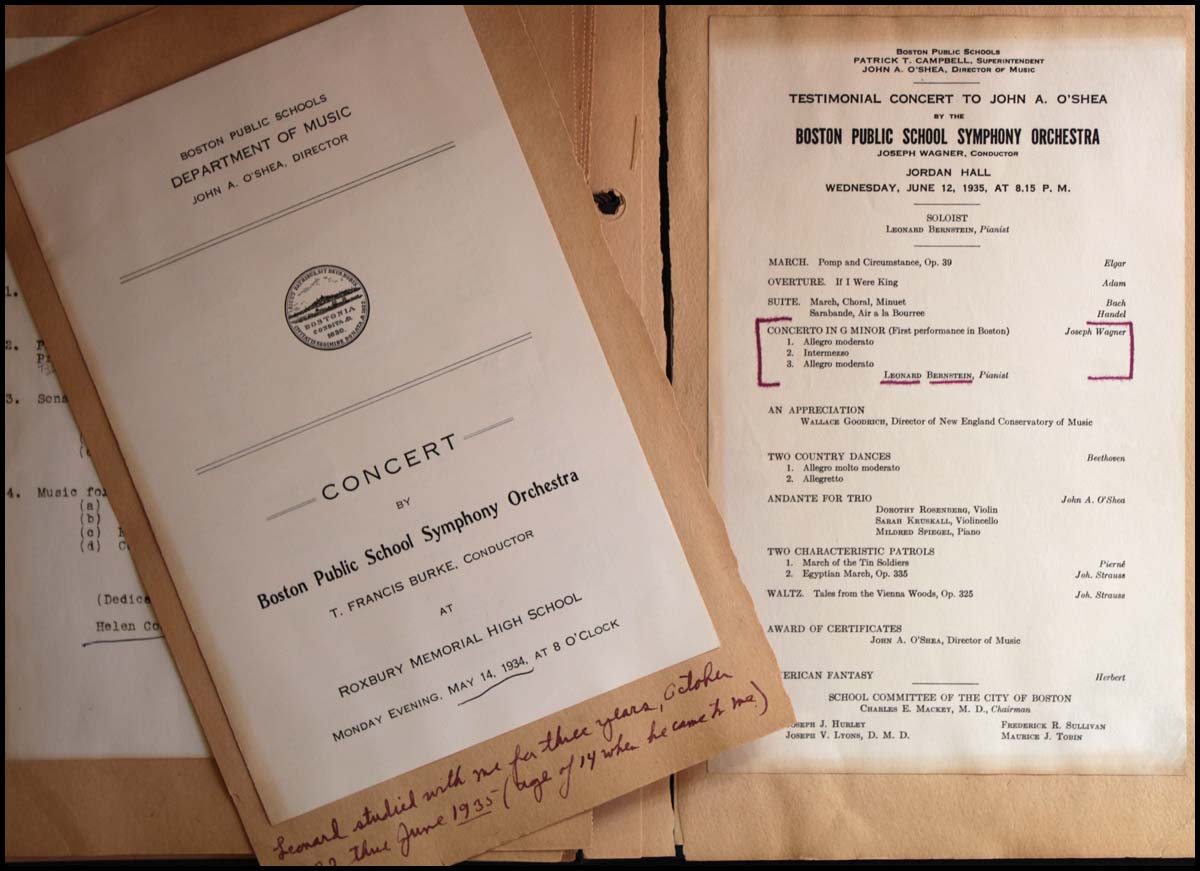 1.
2.
3. Sona
4. Music for
(a)
(b)
(c)
(d)
(Dedica
Helen Co
BOSTON PUBLIC SCHOOLS
DEPARTMENT OF MUSIC
JOHN A. O'SHEA, DIRECTOR
BOSTONIA
CONDITA.A.D.
1630.
CONCERT
BY
Boston Public School Symphony Orchestra
T. FRANCIS BURKE, CONDUCTOR
AT
ROXBURY MEMORIAL HIGH SCHOOL
MONDAY EVENING, MAY 14, 1934, AT 8 O'CLOCK
Leonard studied with me for three years, October
thru June 1935 (age of 14 when he came to me)
BOSTON PUBLIC SCHOOLS
PATRICK T. CAMPBELL, SUPERINTENDENT
JOHN A. O'SHEA, DIRECTOR OF MUSIC
TESTIMONIAL CONCERT TO JOHN A. O'SHEA
BY THE
BOSTON PUBLIC SCHOOL SYMPHONY ORCHESTRA
JOSEPH WAGNER, CONDUCTOR
JORDAN HALL
WEDNESDAY, JUNE 12, 1935, AT 8.15 P. M.
SOLOIST
LEONARD BERNSTEIN, Pianist
MARCH. Pomp and Circumstance, Op. 39 Elgar
OVERTURE. If I Were King Adam
SUITE. March, Choral, Minuet Bach
Sarabande, Air a la Bourree Handel
CONCERTO IN G MINOR (First performance in Boston) Joseph Wagner
1. Allegro moderato
2. Intermezzo
3. Allegro moderato
LEONARD BERNSTEIN, Pianist
AN APPRECIATION
WALLACE GOODRICH, Director of New England Conservatory of Music
TWO COUNTRY DANCES Beethoven
1. Allegro molto moderato
2. Allegretto
ANDANTE FOR TRIO John A. O'Shea
DOROTHY ROSENBERG, Violin
SARAH KRUSKALL, Violincello
MILDRED SPIEGEL, Piano
TWO CHARACTERISTIC PATROLS
1. March of the Tin Soldiers Pierné
2. Egyptian March, Op. 335 Joh. Strauss
WALTZ. Tales from the Vienna Woods, Op. 325 Joh. Strauss
AWARD OF CERTIFICATES
JOHN A. O'SHEA, Director of Music
ERICAN FANTASY Herbert
SCHOOL COMMITTEE OF THE CITY OF BOSTON
CHARLES E. MACKEY, M. D., Chairman
JOSEPH J. HURLEY FREDERICK R. SULLIVAN
JOSEPH V. LYONS, D. M. D. MAURICE J. TOBIN